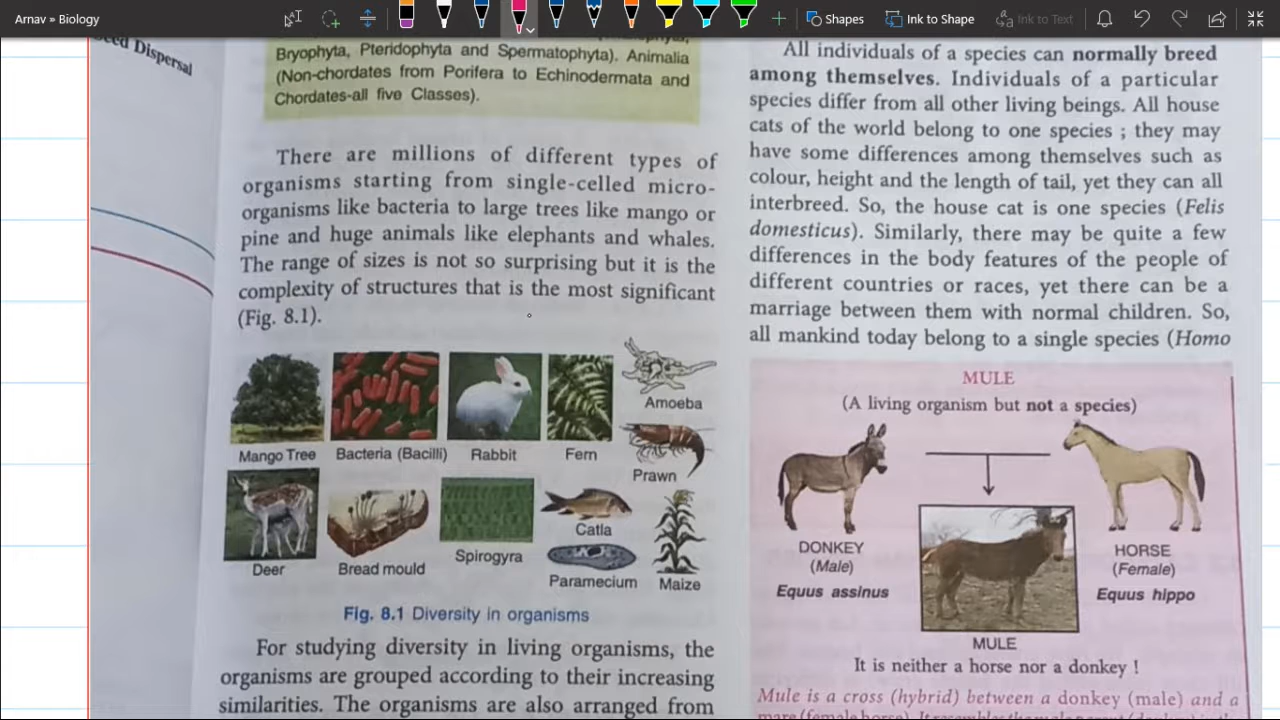 Arnav » Biology
Shapes
Ink to Shape
Ink to Text
Seed Dispersal
Bryophyta, Pteridophyta and Spermatophyta). Animalia
(Non-chordates from Porifera to Echinodermata and
Chordates-all five Classes).
There are millions of different types of
organisms starting from single-celled micro-
organisms like bacteria to large trees like mango or
pine and huge animals like elephants and whales.
The range of sizes is not so surprising but it is the
complexity of structures that is the most significant
(Fig. 8.1).
Mango Tree
Bacteria (Bacilli)
Rabbit
Fern
Amoeba
Prawn
Deer
Bread mould
Spirogyra
Catla
Paramecium
Maize
Fig. 8.1 Diversity in organisms
For studying diversity in living organisms, the
organisms are grouped according to their increasing
similarities. The organisms are also arranged from
All individuals of a species can normally breed
among themselves. Individuals of a particular
species differ from all other living beings. All house
cats of the world belong to one species ; they may
have some differences among themselves such as
colour, height and the length of tail, yet they can all
interbreed. So, the house cat is one species (Felis
domesticus). Similarly, there may be quite a few
differences in the body features of the people of
different countries or races, yet there can be a
marriage between them with normal children. So,
all mankind today belong to a single species (Homo
MULE
(A living organism but not a species)
DONKEY
(Male)
Equus assinus
HORSE
(Female)
Equus hippo
MULE
It is neither a horse nor a donkey !
Mule is a cross (hybrid) between a donkey (male) and a
mare (female horse). It resembles the male parent (donkey